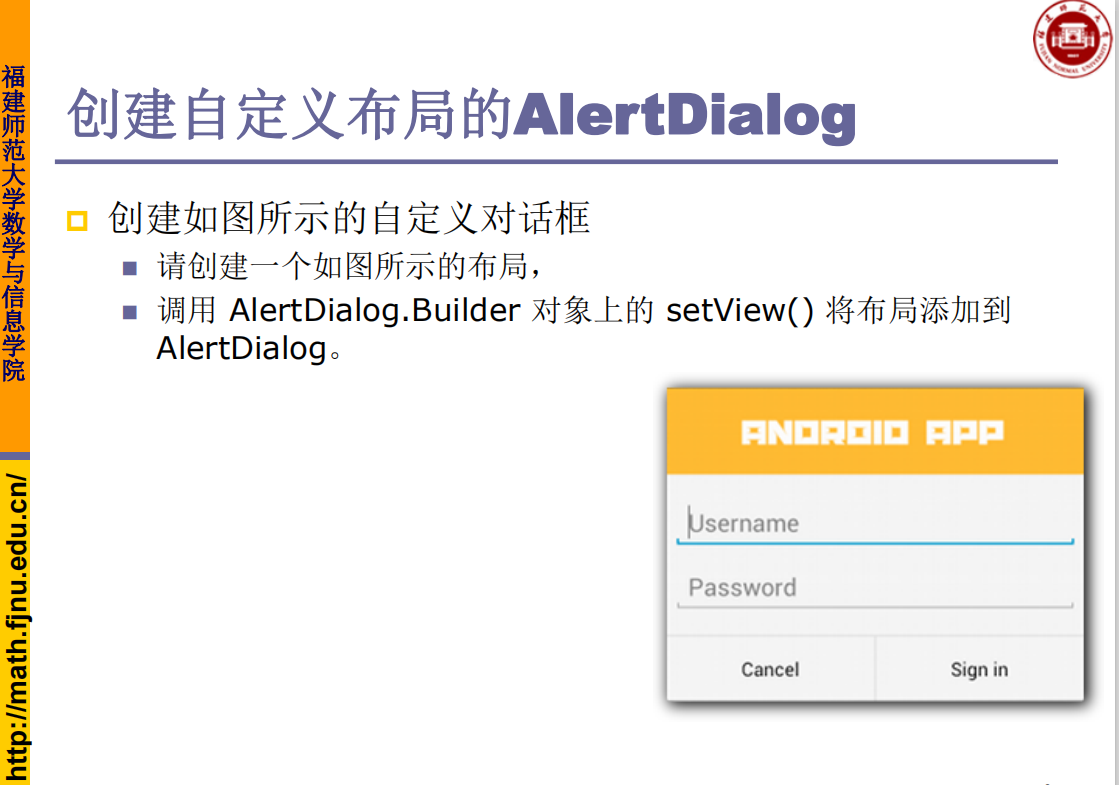 福建师范大学数学与信息学院
http://math.fjnu.edu.cn/
创建自定义布局的AlertDialog
创建如图所示的自定义对话框
请创建一个如图所示的布局，
调用 AlertDialog.Builder 对象上的 setView() 将布局添加到
AlertDialog。
ANDROID APP
Username
Password
Cancel
Sign in